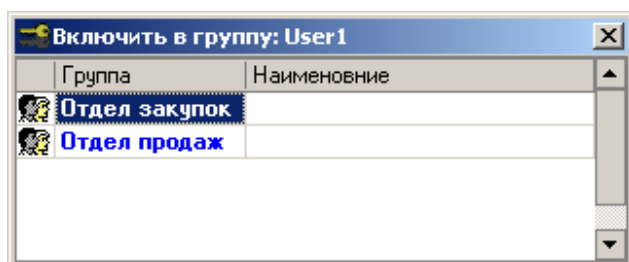 Включить в группу: User1
Группа Наименовние
Отдел закупок
Отдел продаж